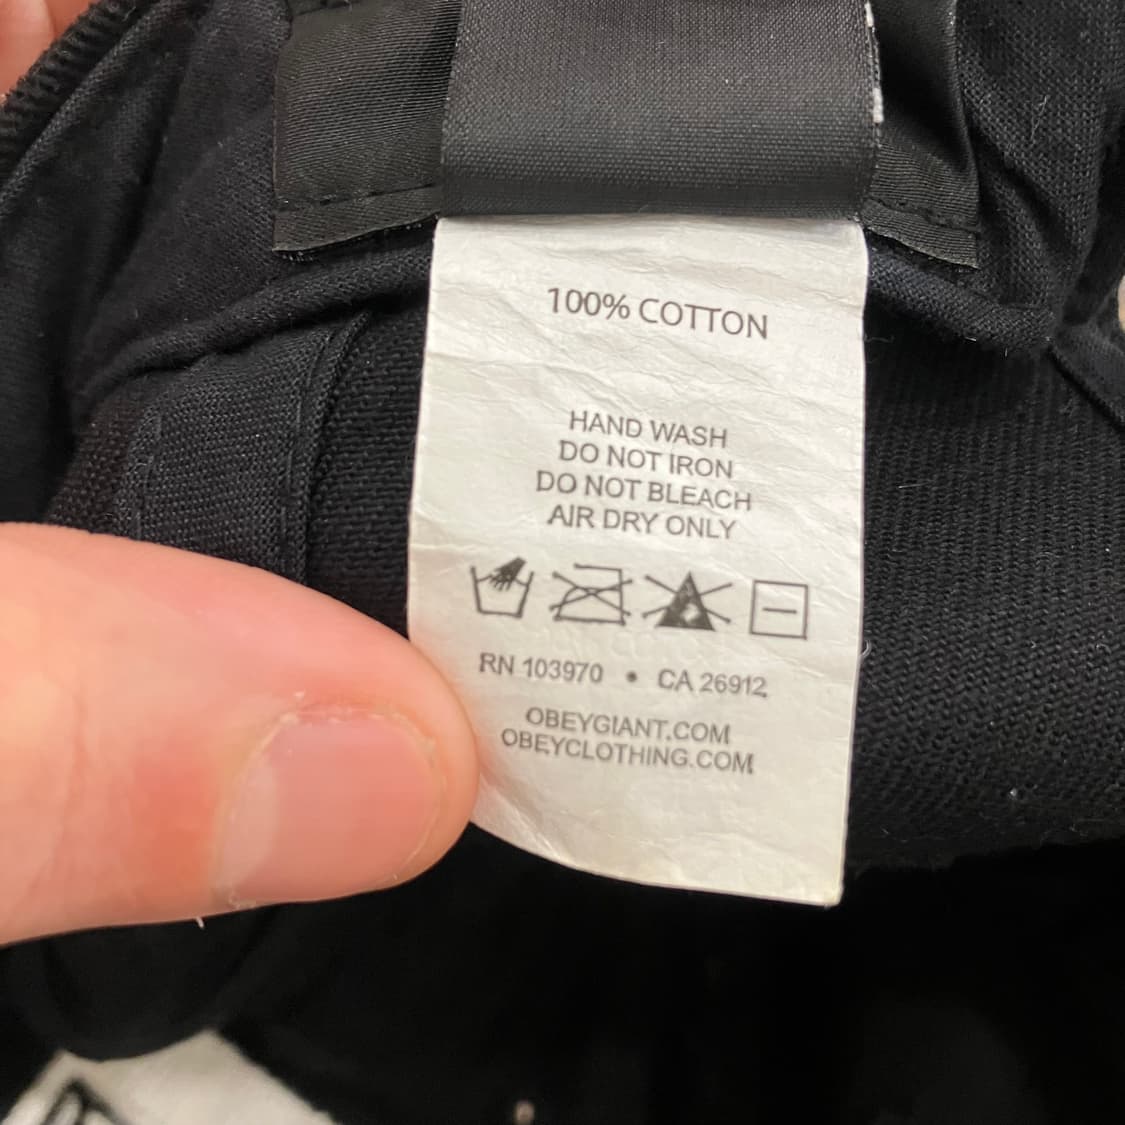 100% COTTON
HAND WASH
DO NOT IRON
DO NOT BLEACH
AIR DRY ONLY
RN 103970 • CA 26912
OBEYGIANT.COM
OBEYCLOTHING.COM